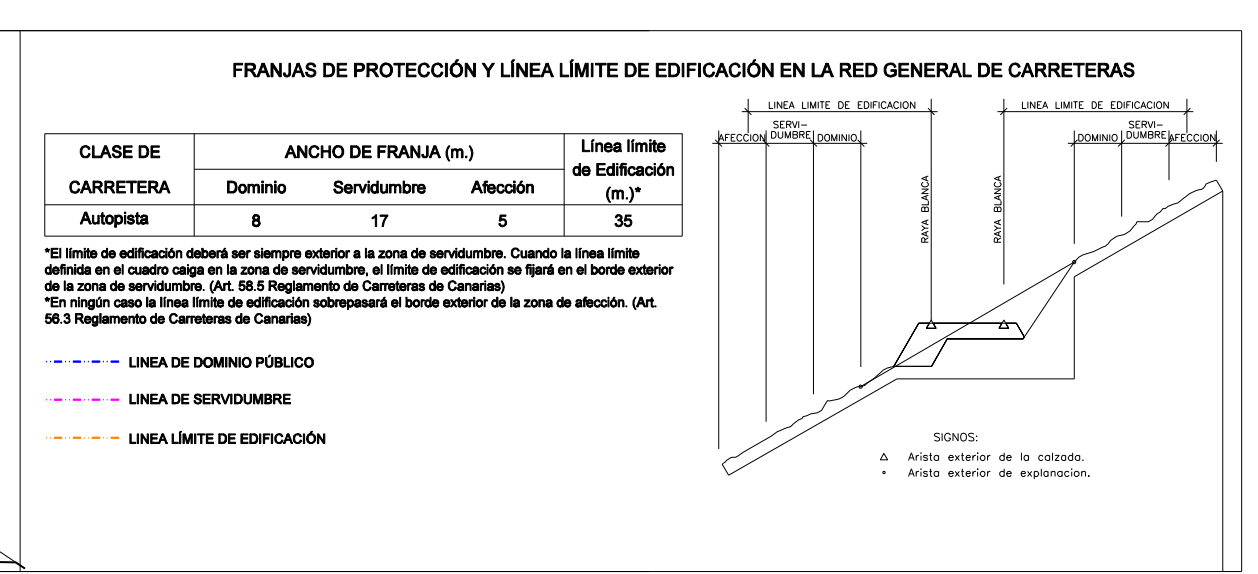 FRANJAS DE PROTECCIÓN Y LÍNEA LÍMITE DE EDIFICACIÓN EN LA RED GENERAL DE CARRETERAS
CLASE DE CARRETERA
ANCHO DE FRANJA (m.)
Línea límite de Edificación (m.)*
Dominio Servidumbre Afección
Autopista 8 17 5 35
*El límite de edificación deberá ser siempre exterior a la zona de servidumbre. Cuando la línea límite
definida en el cuadro caiga en la zona de servidumbre, el límite de edificación se fijará en el borde exterior
de la zona de servidumbre. (Art. 58.5 Reglamento de Carreteras de Canarias)
*En ningún caso la línea límite de edificación sobrepasará el borde exterior de la zona de afección. (Art.
56.3 Reglamento de Carreteras de Canarias)
LINEA DE DOMINIO PÚBLICO
LINEA DE SERVIDUMBRE
LINEA LÍMITE DE EDIFICACIÓN
LINEA LIMITE DE EDIFICACION
LINEA LIMITE DE EDIFICACION
AFECCION
SERVI-
DUMBRE
DOMINIO
DOMINIO
SERVI-
DUMBRE
AFECCION
RAYA BLANCA
RAYA BLANCA
SIGNOS:
Arista exterior de la calzada.
Arista exterior de explanacion.